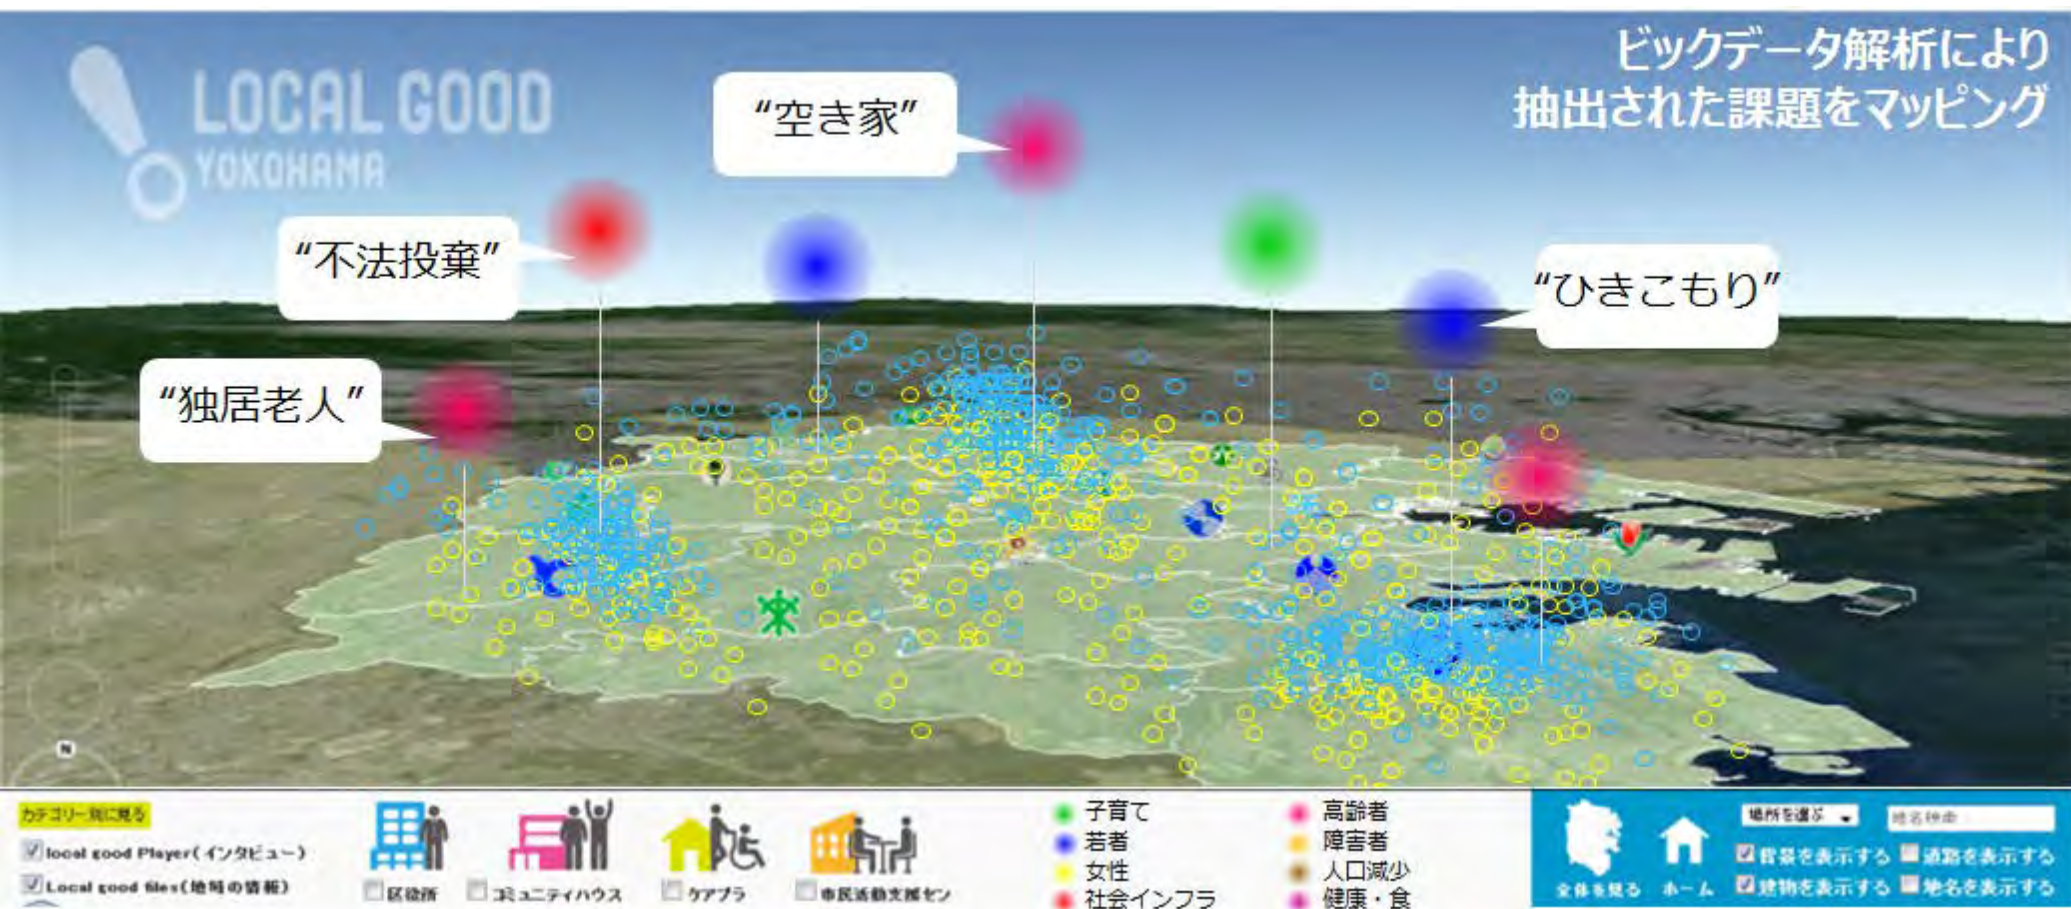 LOCAL GOOD
YOKOHAMA
ビックデータ解析により
抽出された課題をマッピング
“空き家”
“不法投棄”
“ひきこもり”
“独居老人”
N
カテゴリー別に見る
local good Player(インタビュー)
Local good files(地域の情報)
区役所
コミュニティハウス
ケアプラ
市民活動支援セン
子育て
若者
女性
社会インフラ
高齢者
障害者
人口減少
健康・食
全体を見る
ホーム
場所を選ぶ
地名検索
背景を表示する
道路を表示する
建物を表示する
地名を表示する